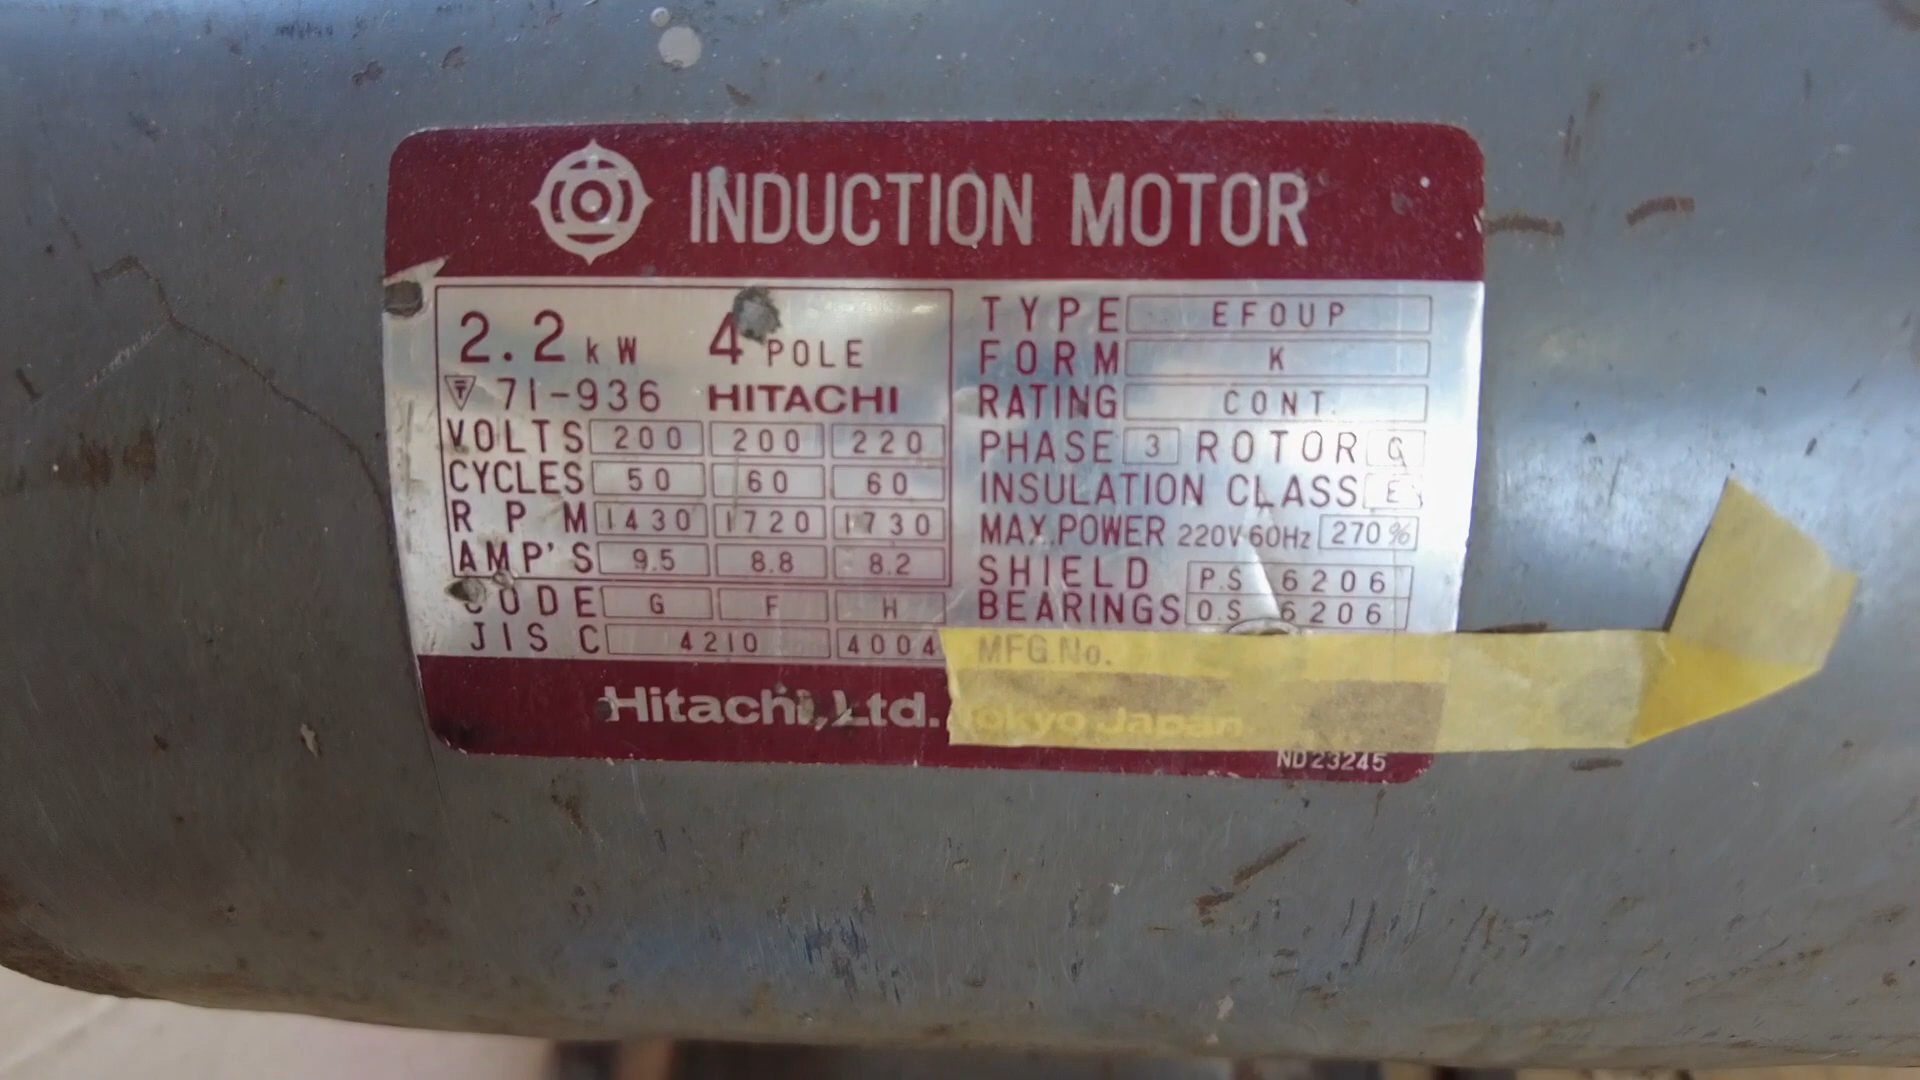 INDUCTION MOTOR
2.2 kW 4 POLE
〒 71-936 HITACHI
VOLTS 200 200 220
CYCLES 50 60 60
RPM 1430 1720 1730
AMP'S 9.5 8.8 8.2
CODE G F H
JIS C 4210 4004
TYPE EFOUP
FORM K
RATING CONT.
PHASE 3 ROTOR
INSULATION CLASS E
MAX.POWER 220V 60Hz 270%
SHIELD P.S 6206
BEARINGS O.S 6206
MFG.No.
Hitachi, Ltd. Tokyo Japan
ND23245